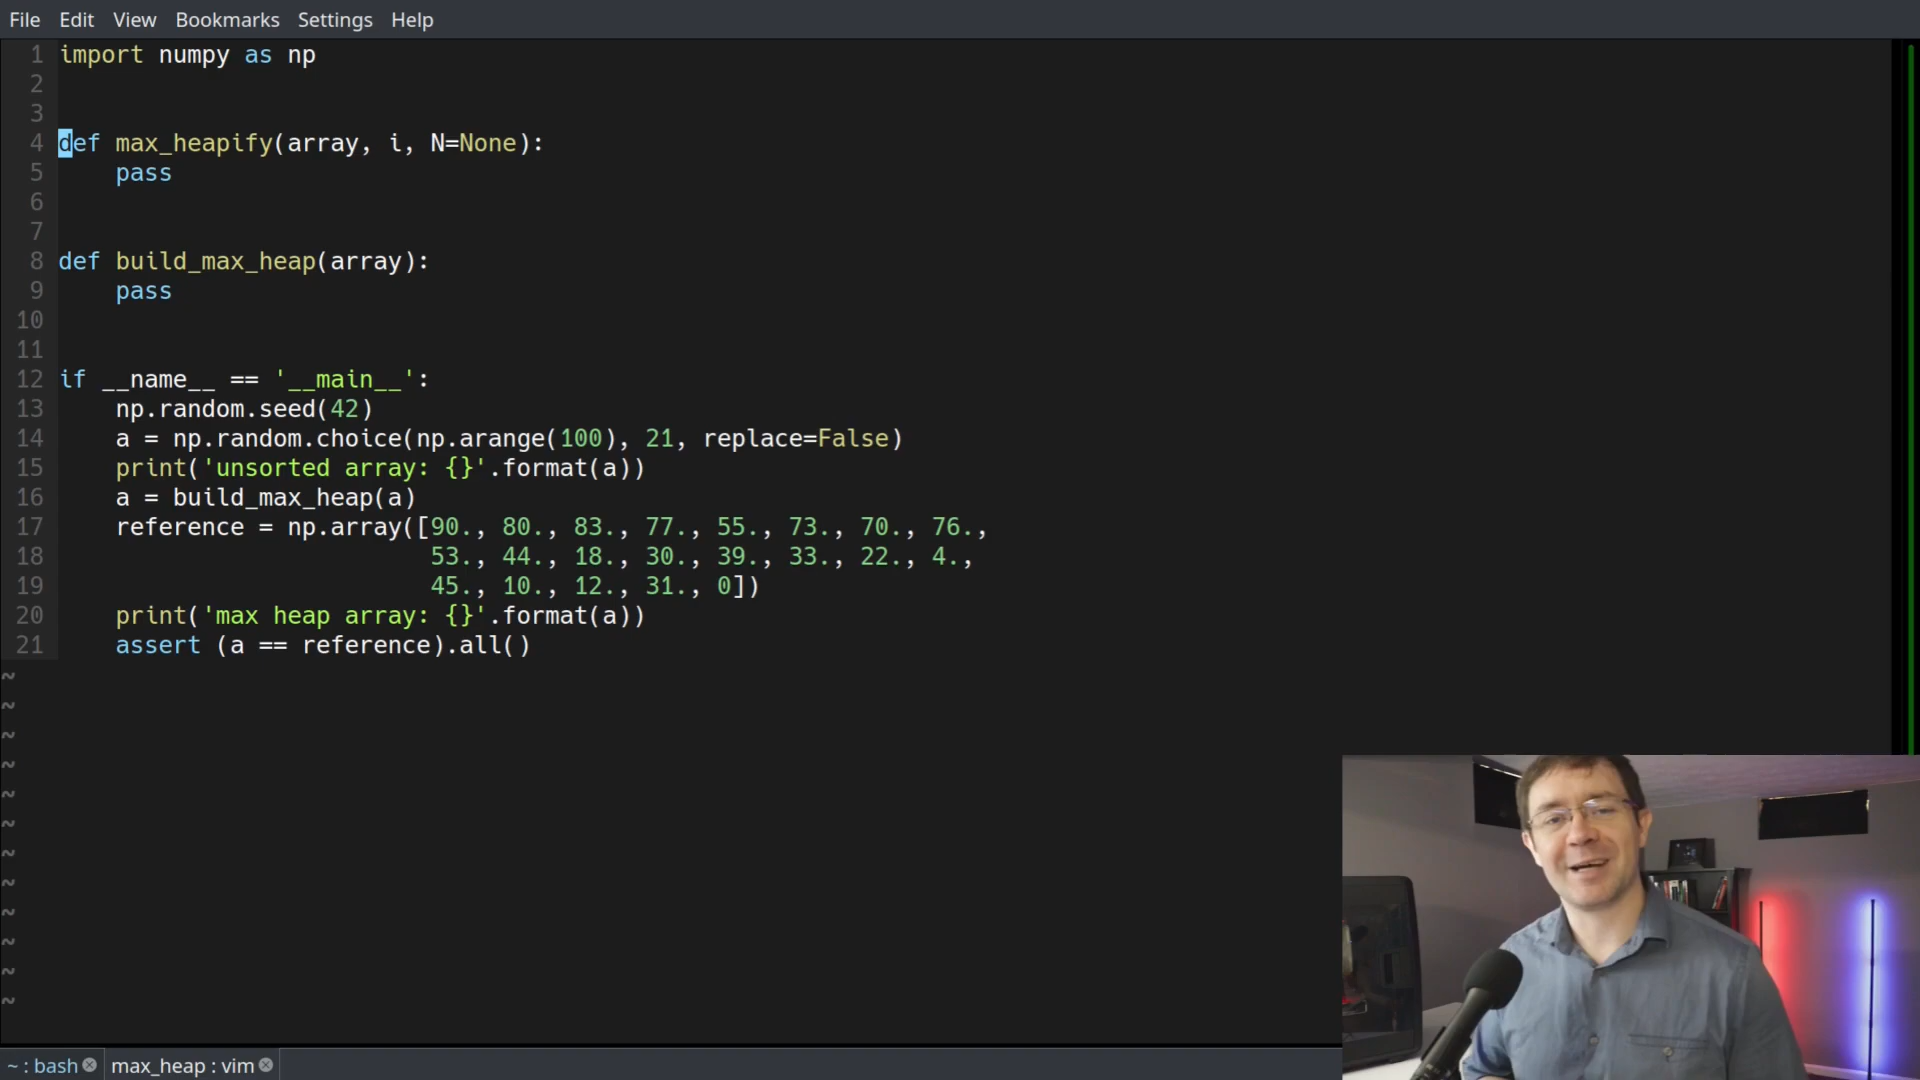 File Edit View Bookmarks Settings Help
1 import numpy as np
2
3
4 def max_heapify(array, i, N=None):
5     pass
6
7
8 def build_max_heap(array):
9     pass
10
11
12 if __name__ == '__main__':
13     np.random.seed(42)
14     a = np.random.choice(np.arange(100), 21, replace=False)
15     print('unsorted array: {}'.format(a))
16     a = build_max_heap(a)
17     reference = np.array([90., 80., 83., 77., 55., 73., 70., 76.,
18                           53., 44., 18., 30., 39., 33., 22., 4.,
19                           45., 10., 12., 31., 0])
20     print('max heap array: {}'.format(a))
21     assert (a == reference).all()
~
~
~
~
~
~
~
~
~
~
~
~
~ : bash max_heap : vim